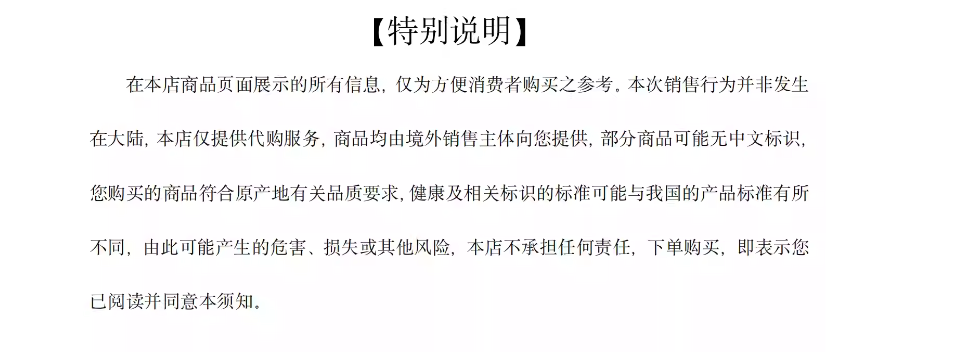 【特别说明】
在本店商品页面展示的所有信息，仅为方便消费者购买之参考。本次销售行为并非发生
在大陆，本店仅提供代购服务，商品均由境外销售主体向您提供，部分商品可能无中文标识，
您购买的商品符合原产地有关品质要求，健康及相关标识的标准可能与我国的产品标准有所
不同，由此可能产生的危害、损失或其他风险，本店不承担任何责任，下单购买，即表示您
已阅读并同意本须知。